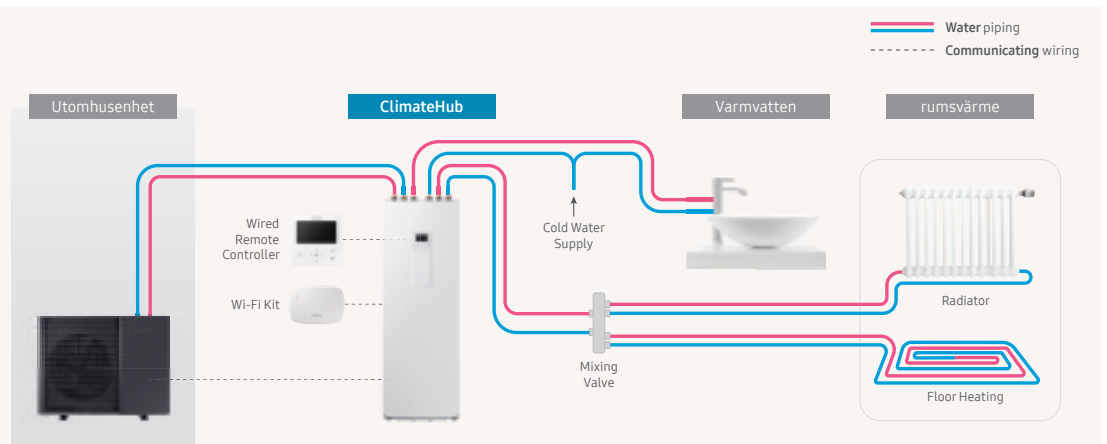 Water piping
Communicating wiring
Utomhusenhet
ClimateHub
Varmvatten
rumsvärme
Wired
Remote
Controller
Cold Water
Supply
Wi-Fi Kit
Radiator
Mixing
Valve
Floor Heating